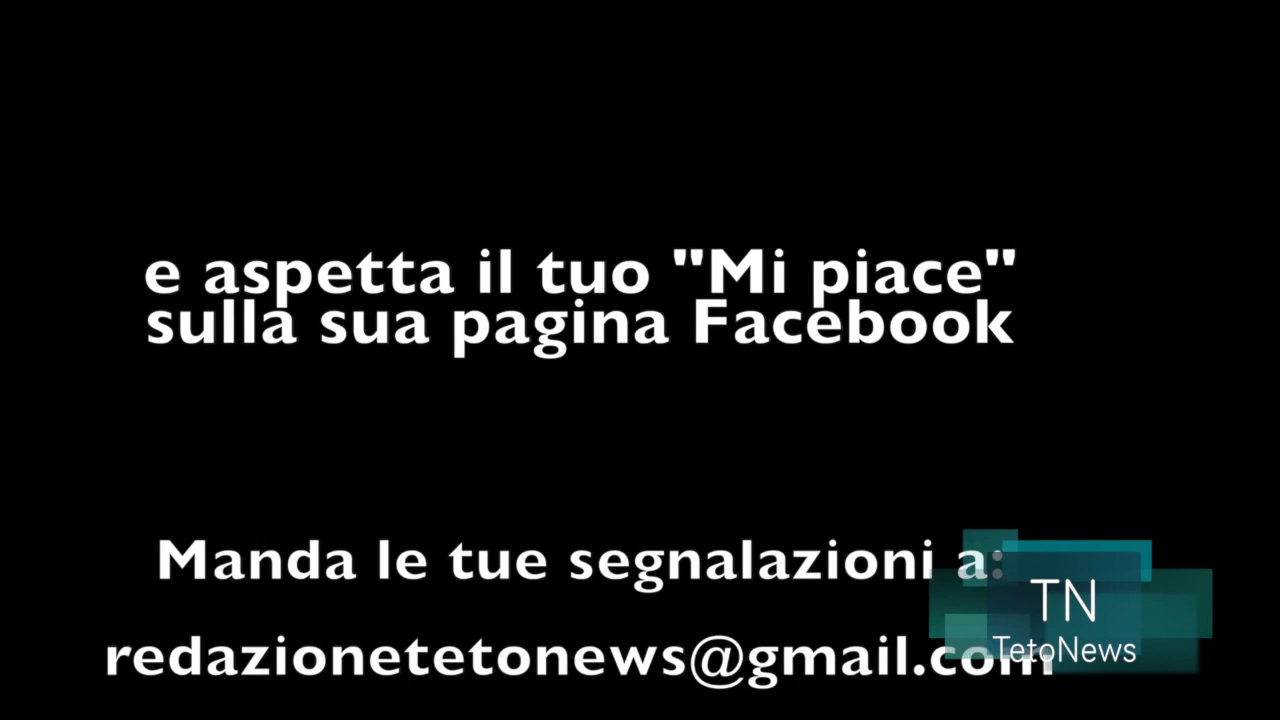 e aspetta il tuo "Mi piace"
sulla sua pagina Facebook
Manda le tue segnalazioni a:
redazionetetonews@gmail.com
TN
TetoNews